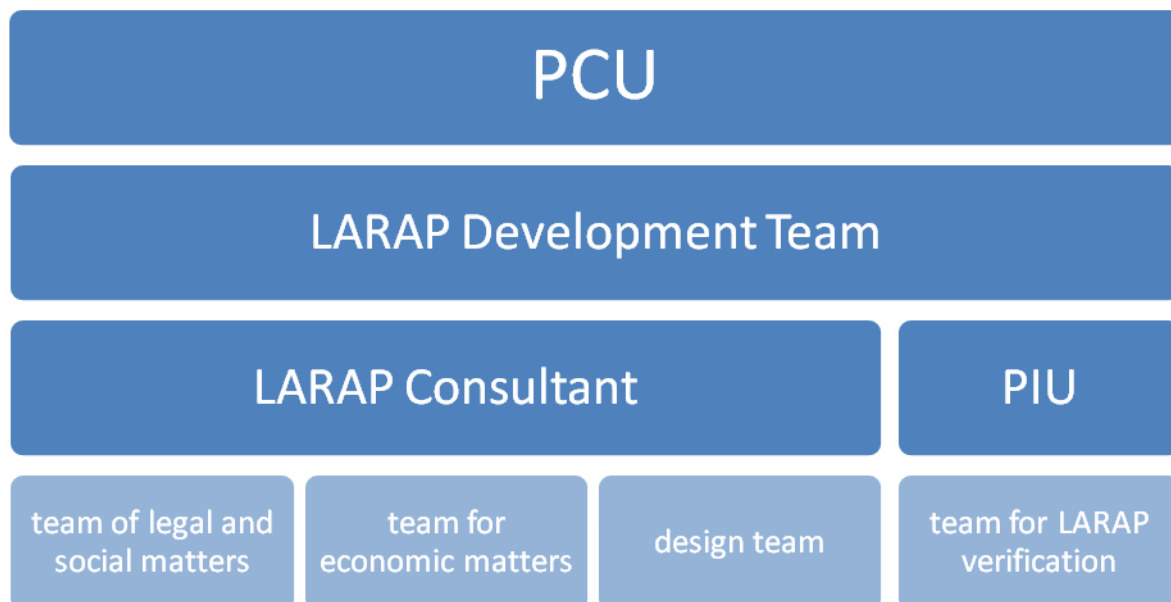 PCU
LARAP Development Team
LARAP Consultant
PIU
team of legal and
social matters
team for
economic matters
design team
team for LARAP
verification